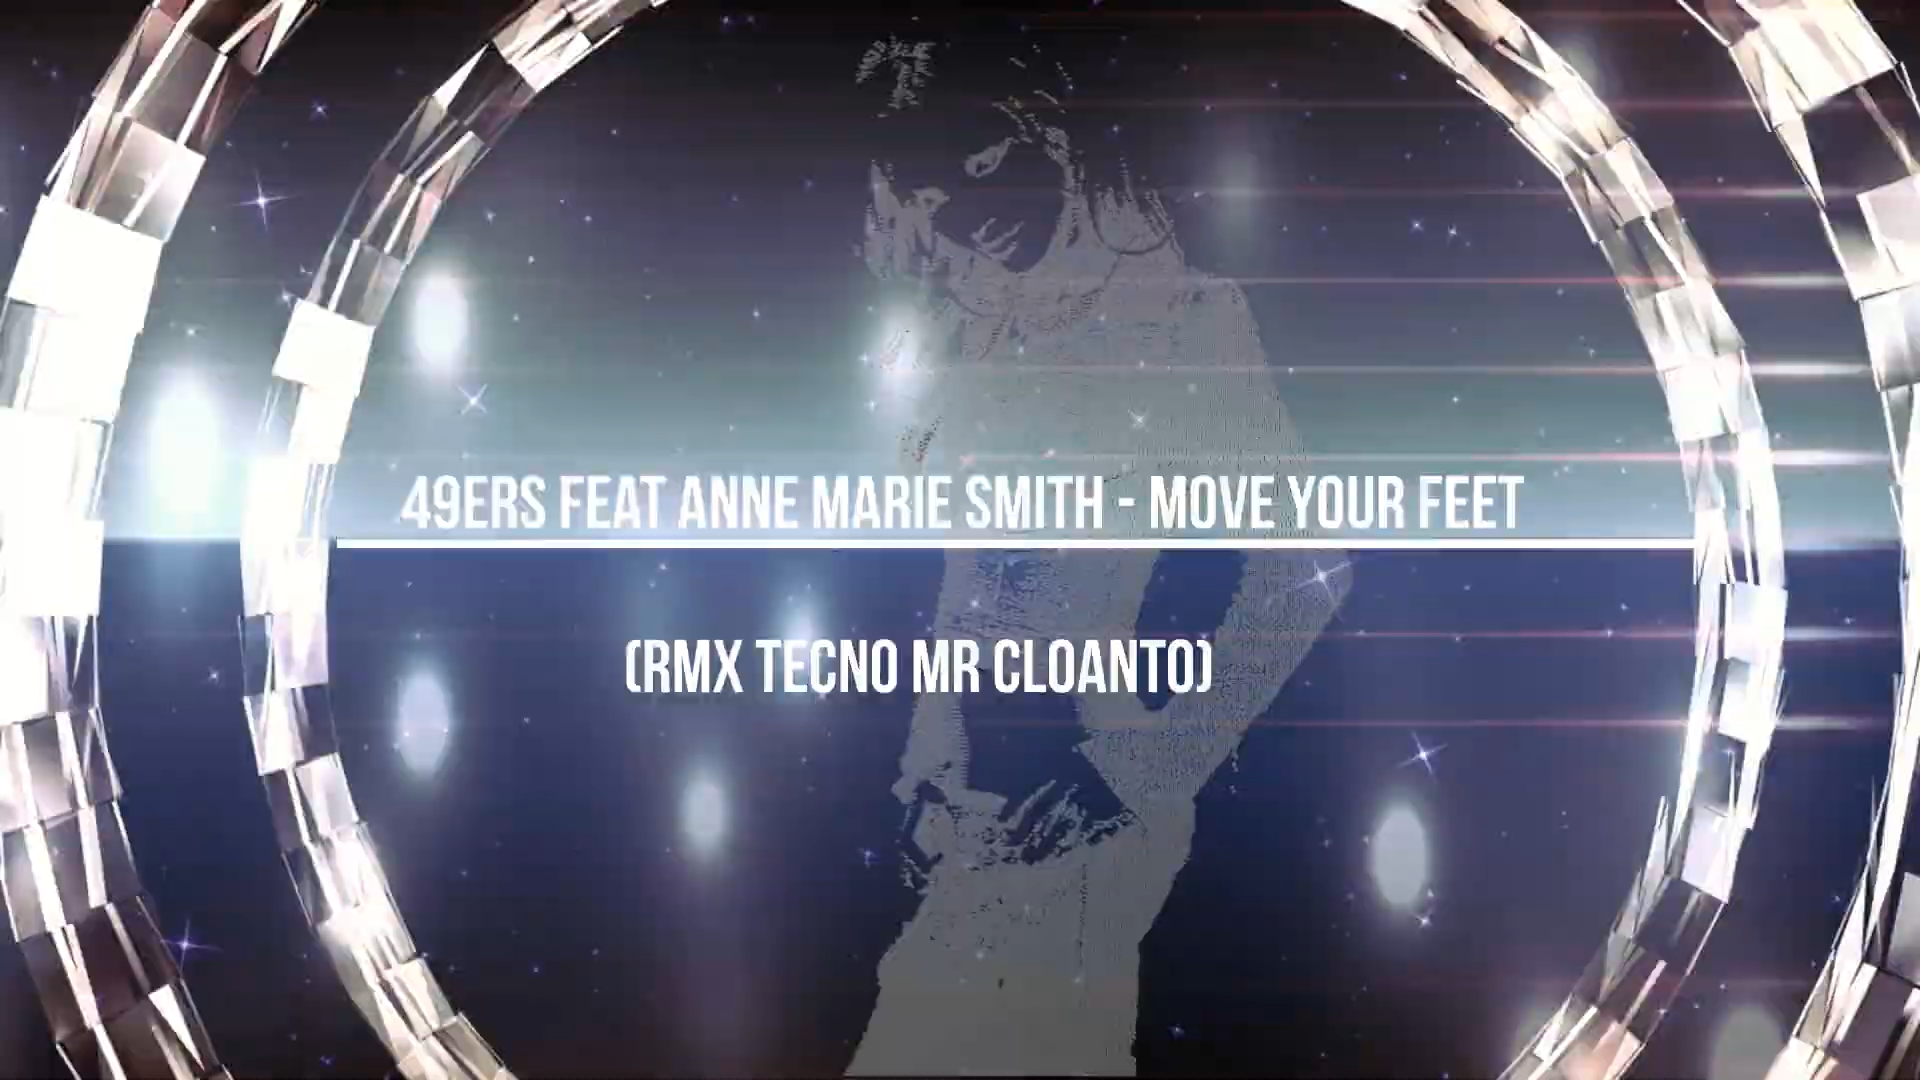 49ERS FEAT ANNE MARIE SMITH - MOVE YOUR FEET
(RMX TECNO MR CLOANTO)